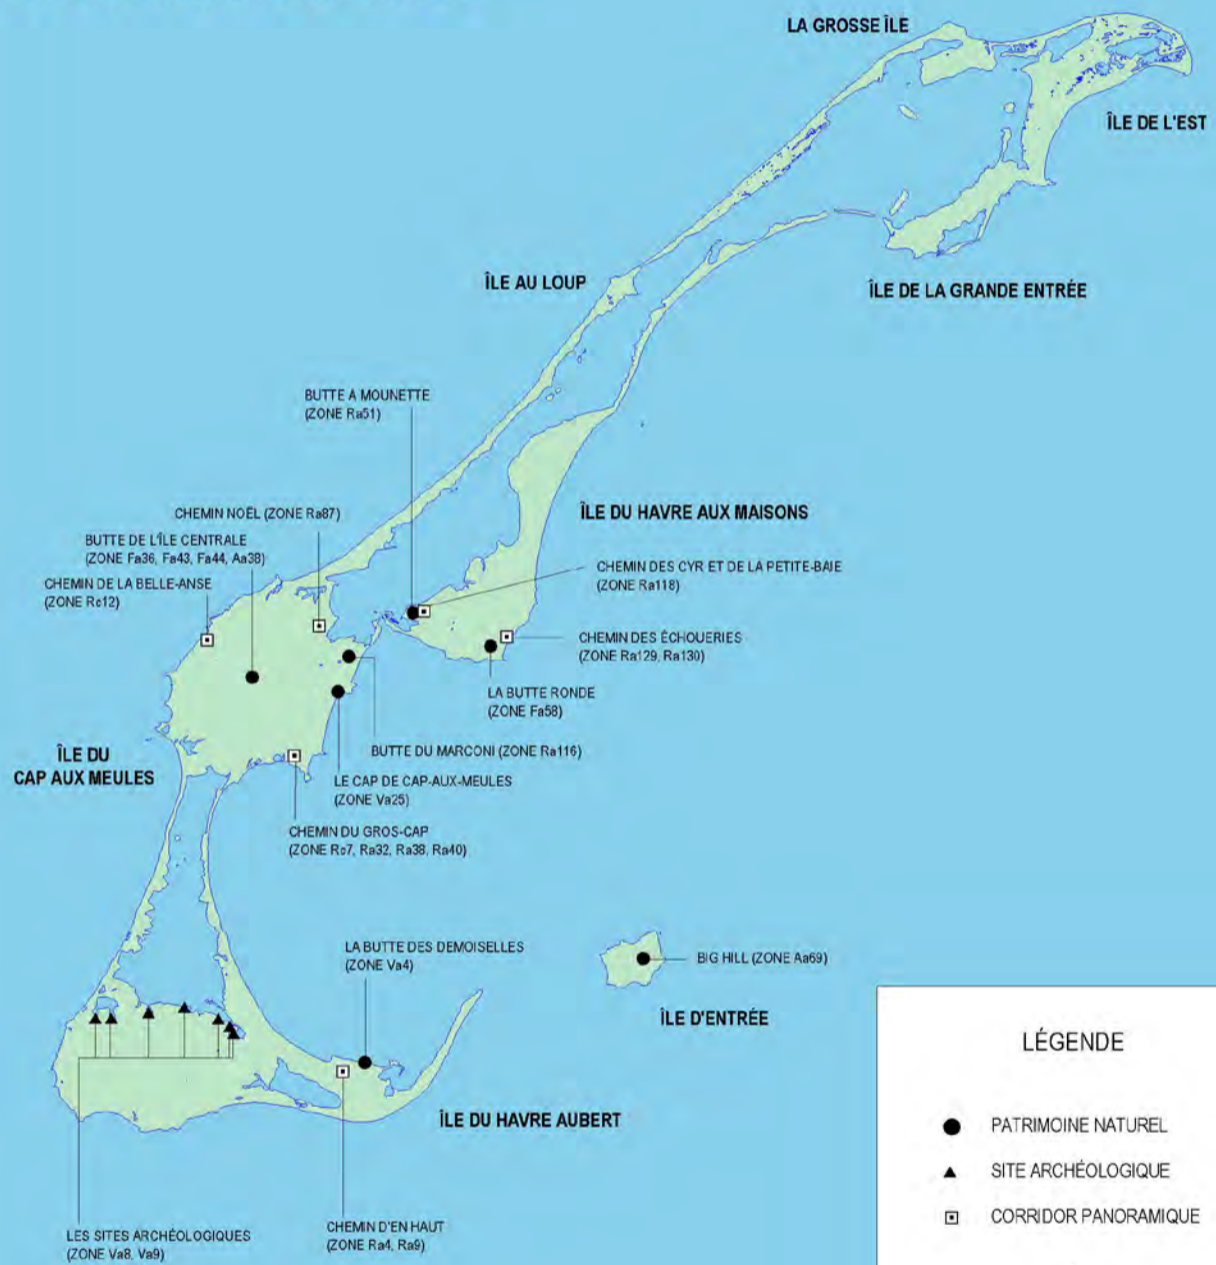 LA GROSSE ÎLE
ÎLE DE L'EST
ÎLE AU LOUP
ÎLE DE LA GRANDE ENTRÉE
BUTTE A MOUNETTE
(ZONE Ra51)
ÎLE DU HAVRE AUX MAISONS
CHEMIN NOËL (ZONE Ra87)
BUTTE DE L'ÎLE CENTRALE
(ZONE Fa36, Fa43, Fa44, Aa38)
CHEMIN DE LA BELLE-ANSE
(ZONE Rc12)
CHEMIN DES CYR ET DE LA PETITE-BAIE
(ZONE Ra118)
CHEMIN DES ÉCHOUERIES
(ZONE Ra129, Ra130)
LA BUTTE RONDE
(ZONE Fa58)
BUTTE DU MARCONI (ZONE Ra116)
ÎLE DU
CAP AUX MEULES
LE CAP DE CAP-AUX-MEULES
(ZONE Va25)
CHEMIN DU GROS-CAP
(ZONE Rc7, Ra32, Ra38, Ra40)
LA BUTTE DES DEMOISELLES
(ZONE Va4)
BIG HILL (ZONE Aa69)
ÎLE D'ENTRÉE
ÎLE DU HAVRE AUBERT
LES SITES ARCHÉOLOGIQUES
(ZONE Va8, Va9)
CHEMIN D'EN HAUT
(ZONE Ra4, Ra9)
LÉGENDE
PATRIMOINE NATUREL
SITE ARCHÉOLOGIQUE
CORRIDOR PANORAMIQUE